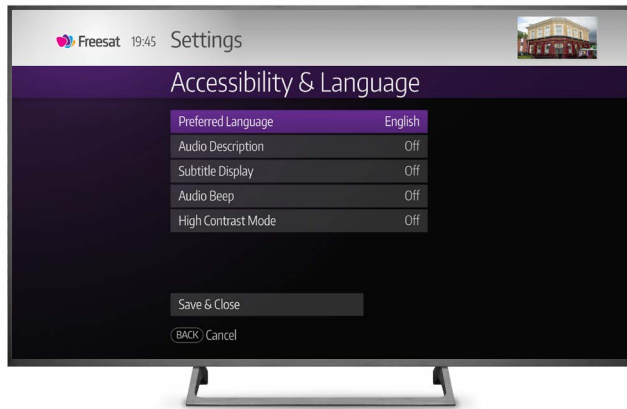 Freesat 19:45 Settings
Accessibility & Language
Preferred Language English
Audio Description Off
Subtitle Display Off
Audio Beep Off
High Contrast Mode Off
Save & Close
BACK Cancel